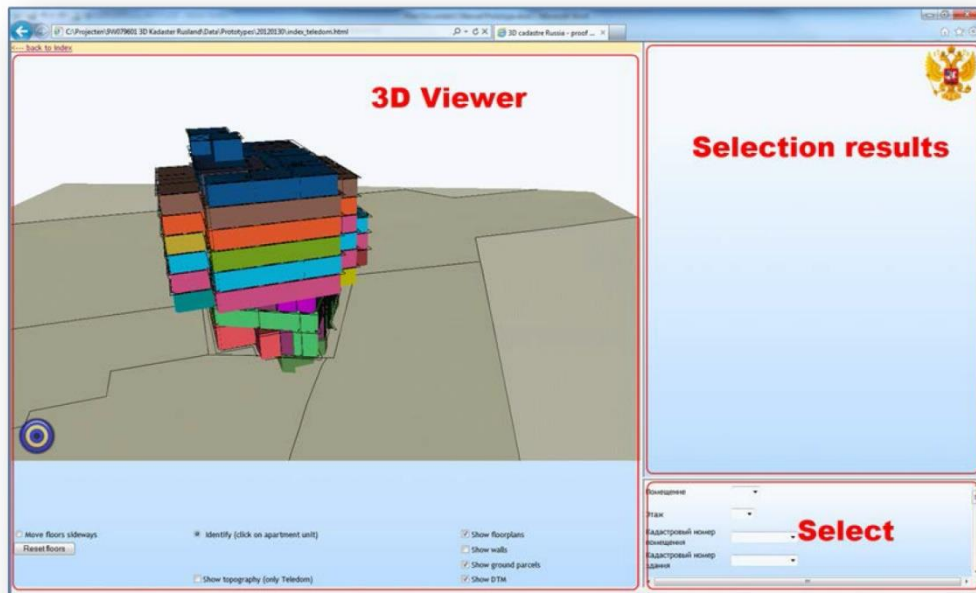 C:\Projecten\9W079601 3D Kadaster Rusland\Data\Prototypes\20120130\index_teledom.html
3D cadastre Russia - proof ...
<--- back to index
3D Viewer
Selection results
Move floors sideways
Identify (click on apartment unit)
Show floorplans
Reset floors
Show walls
Show ground parcels
Show topography (only Teledom)
Show DTM
Помещение
Этаж
Кадастровый номер
помещения
Кадастровый номер
здания
Select